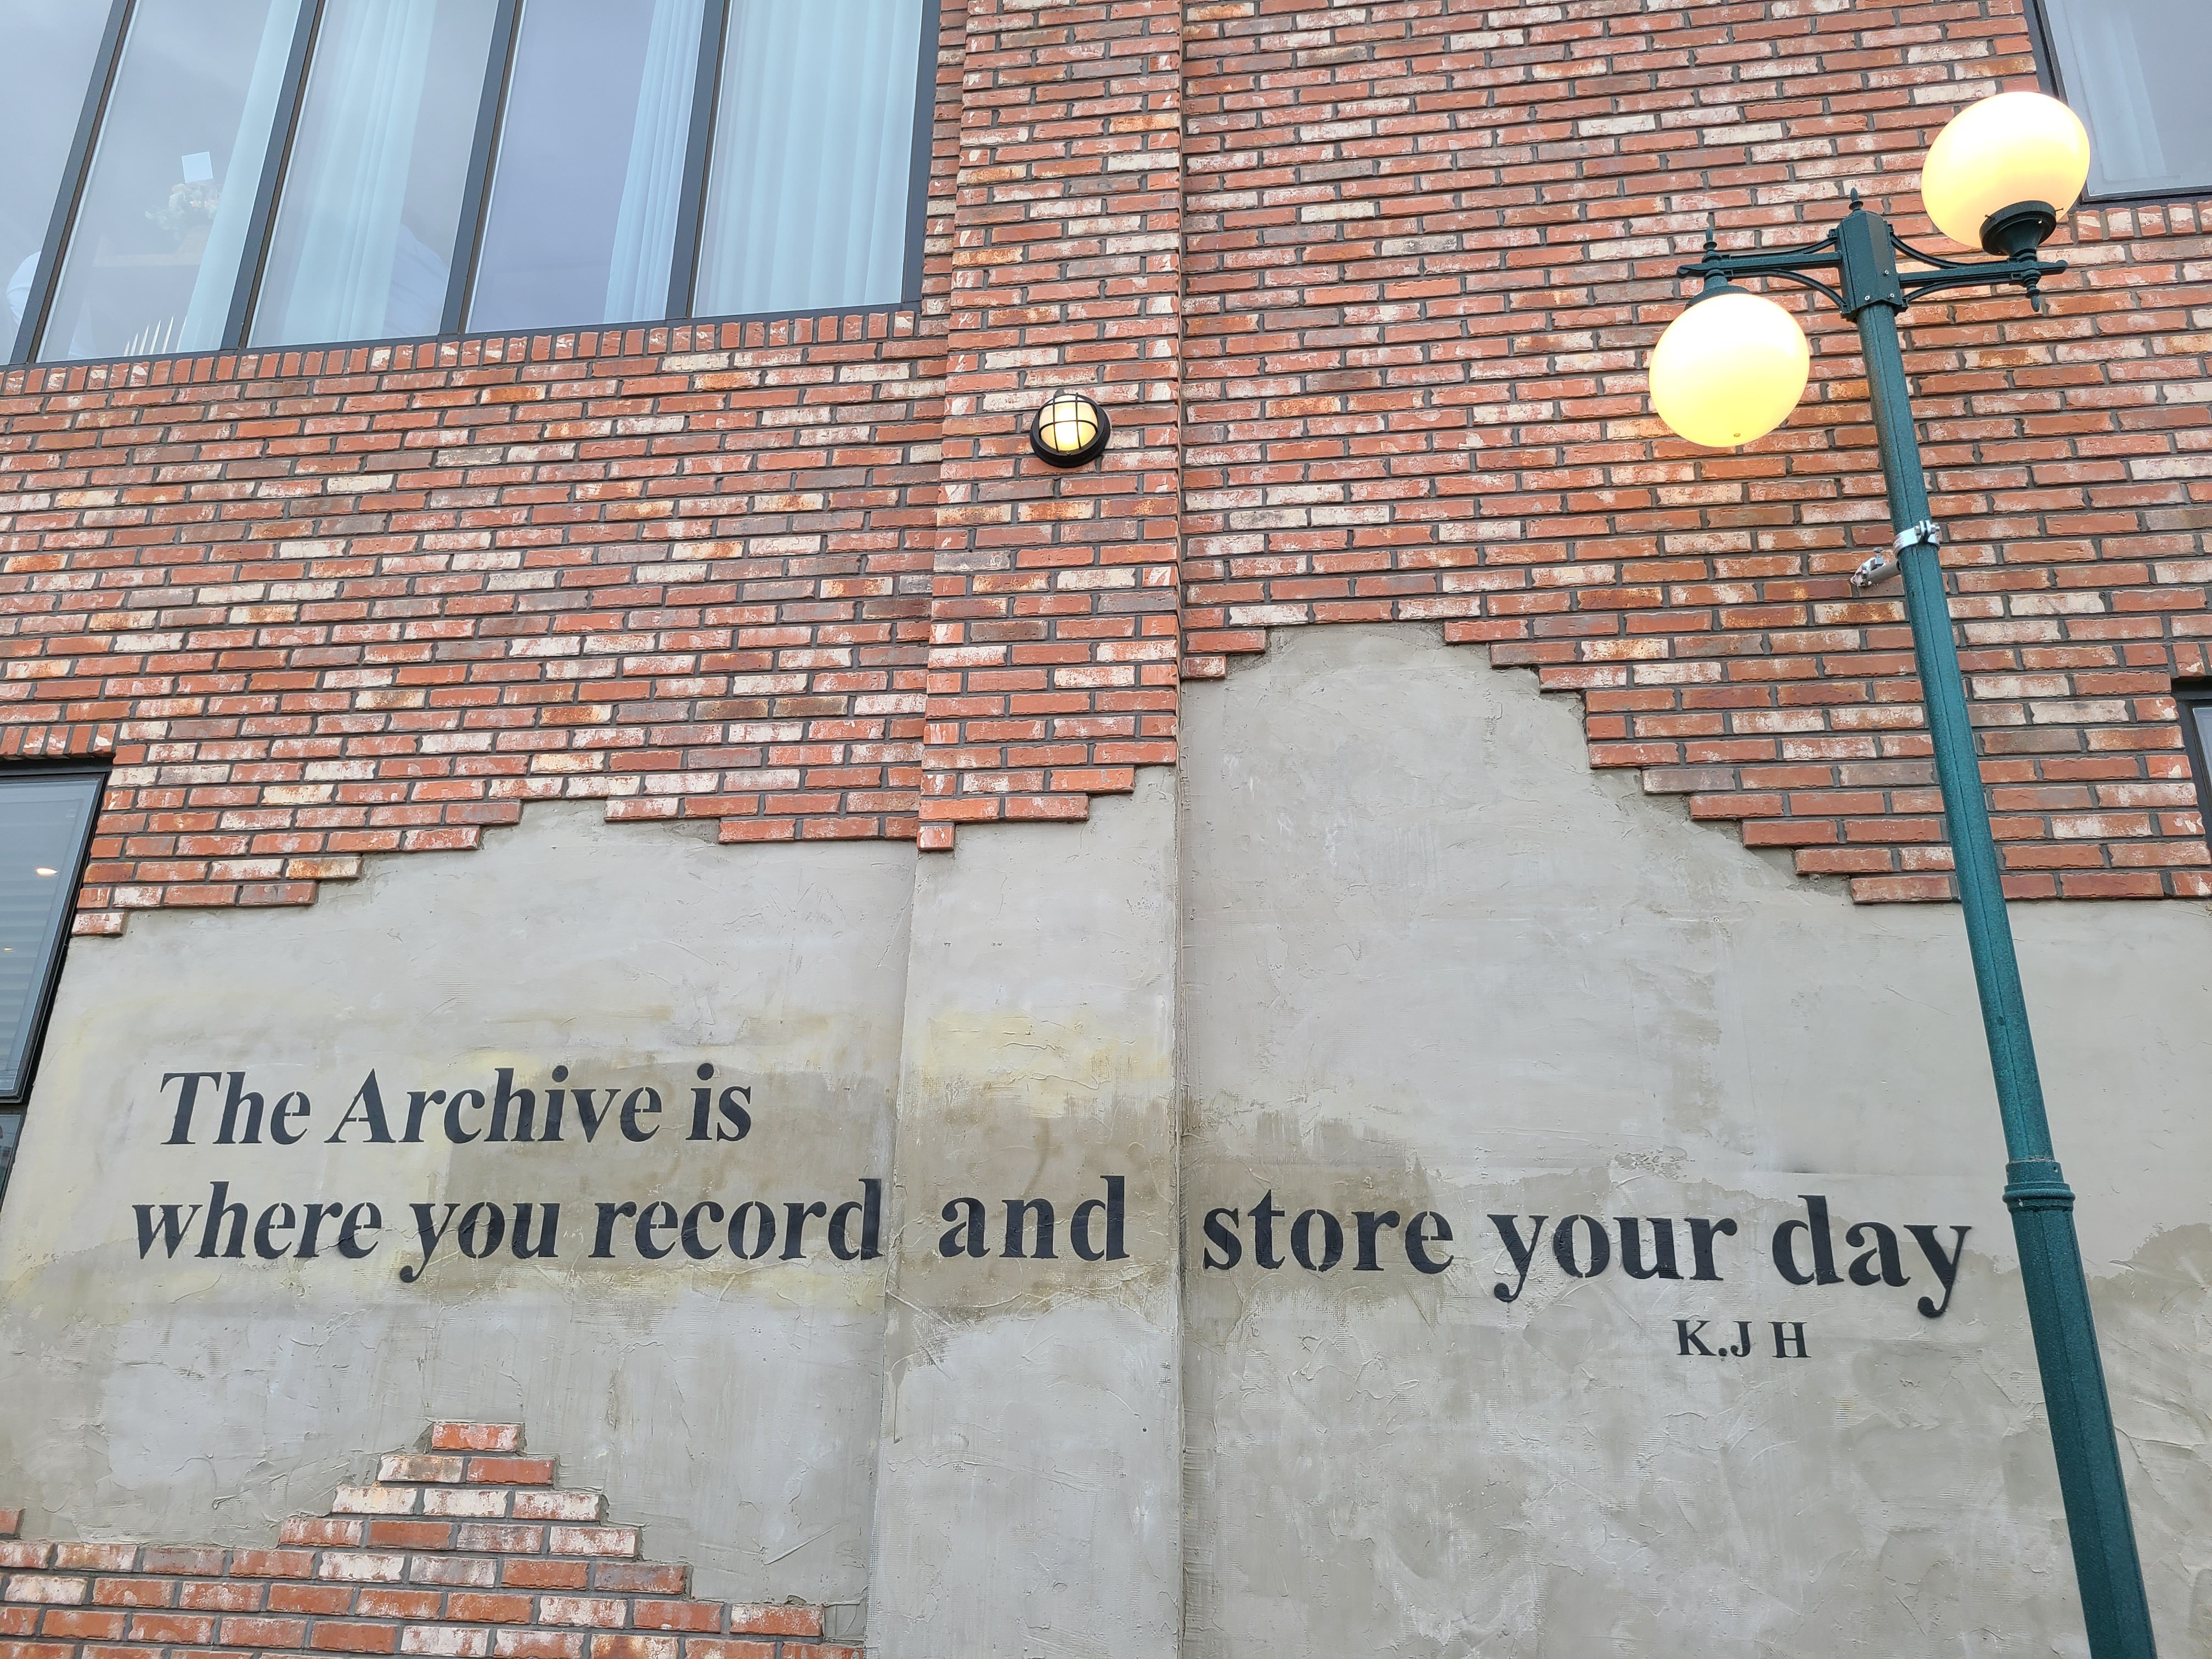 The Archive is
where you record and store your day
K.J H